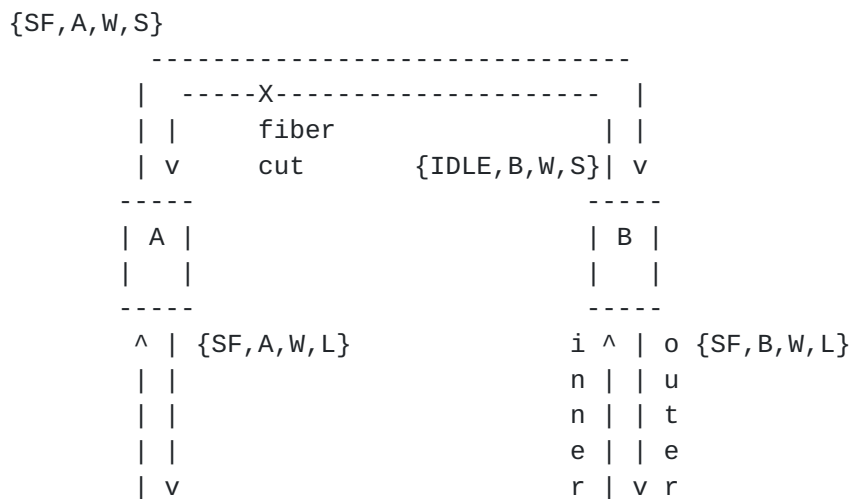 {SF,A,W,S}
-------------------------------
|  -----X---------------------  |
| |     fiber                 | |
| v     cut      {IDLE,B,W,S}| v
-----                         -----
| A |                         | B |
|   |                         |   |
-----                         -----
^ | {SF,A,W,L}               i ^ | o {SF,B,W,L}
| |                          n | | u
| |                          n | | t
| |                          e | | e
| v                          r | v r